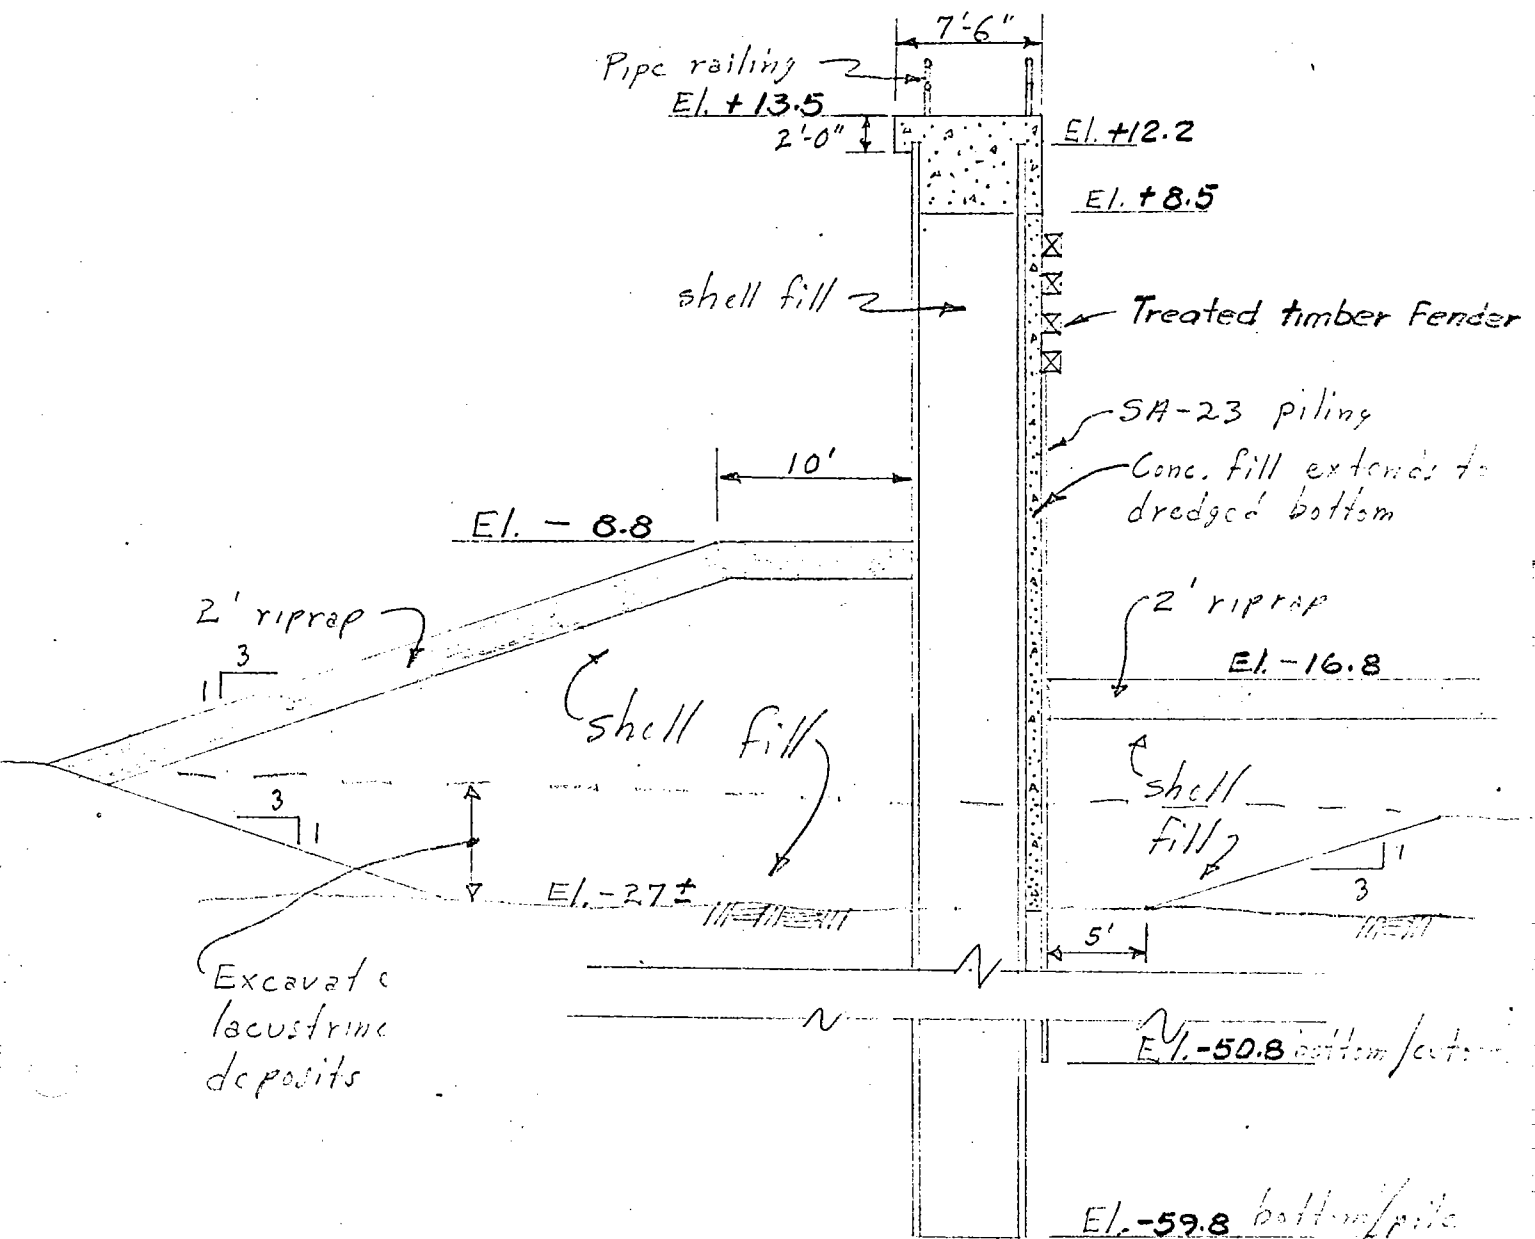 7'-6"
Pipe railing
El. +13.5
2'-0"
El. +12.2
El. +8.5
shell fill
Treated timber Fender
SA-23 piling
10'
Conc. fill extends to
dredged bottom
El. -8.8
2' riprap
2' riprap
3
1
El. -16.8
shell fill
shell
fill
3
1
1
3
El. -27±
5'
Excavate
lacustrine
deposits
El. -50.8 bottom/
El. -59.8 bottom/pile